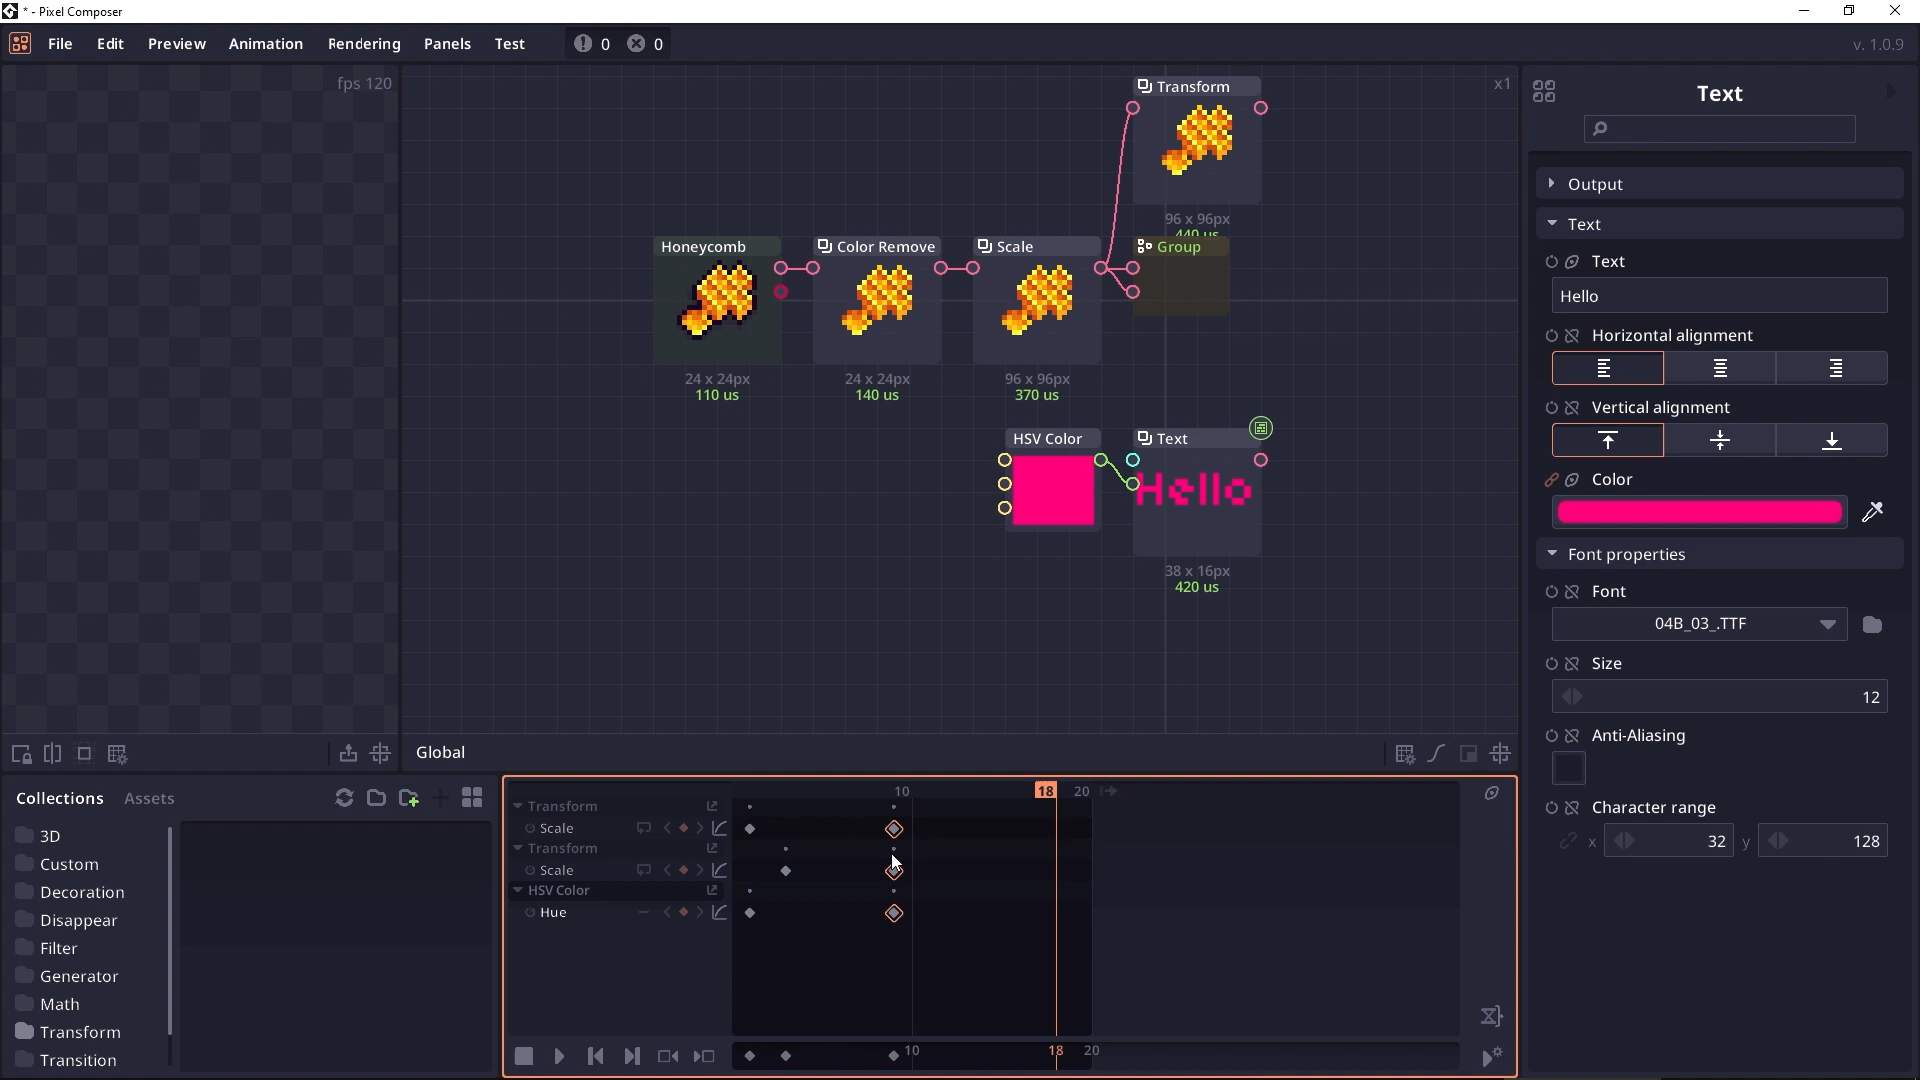 * - Pixel Composer
File Edit Preview Animation Rendering Panels Test 0 0 v. 1.0.9
fps 120
x1
Transform
96 x 96px
440 us
Honeycomb
24 x 24px
110 us
Color Remove
24 x 24px
140 us
Scale
96 x 96px
370 us
Group
HSV Color
Text
Hello
38 x 16px
420 us
Global
Text
Output
Text
Text
Hello
Horizontal alignment
Vertical alignment
Color
Font properties
Font
04B_03_.TTF
Size
12
Anti-Aliasing
Character range
x 32 y 128
Collections Assets
3D
Custom
Decoration
Disappear
Filter
Generator
Math
Transform
Transition
10 18 20
Transform
Scale
Transform
Scale
HSV Color
Hue
10 18 20